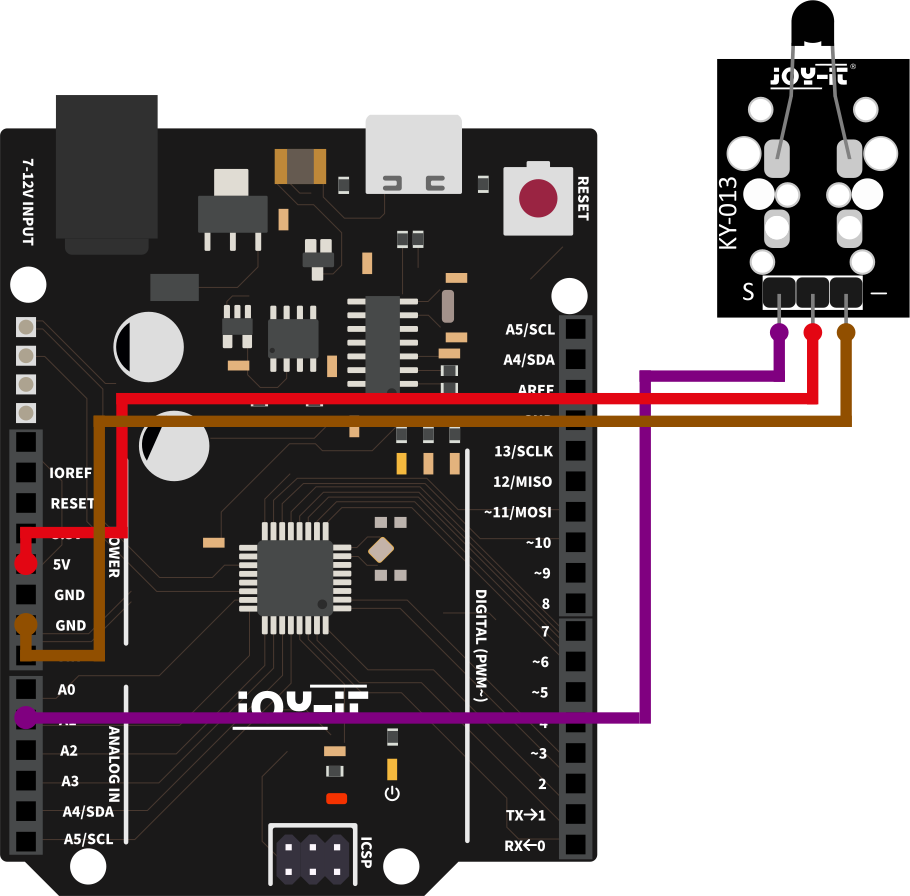 JOY-IT®
KY-013
S
–
7-12V INPUT
RESET
A5/SCL
A4/SDA
AREF
13/SCLK
12/MISO
~11/MOSI
~10
~9
8
7
~6
~5
~3
2
TX→1
RX←0
DIGITAL (PWM~)
IOREF
RESET
5V
GND
GND
A0
A2
A3
A4/SDA
A5/SCL
ANALOG IN
JOY-IT
ICSP